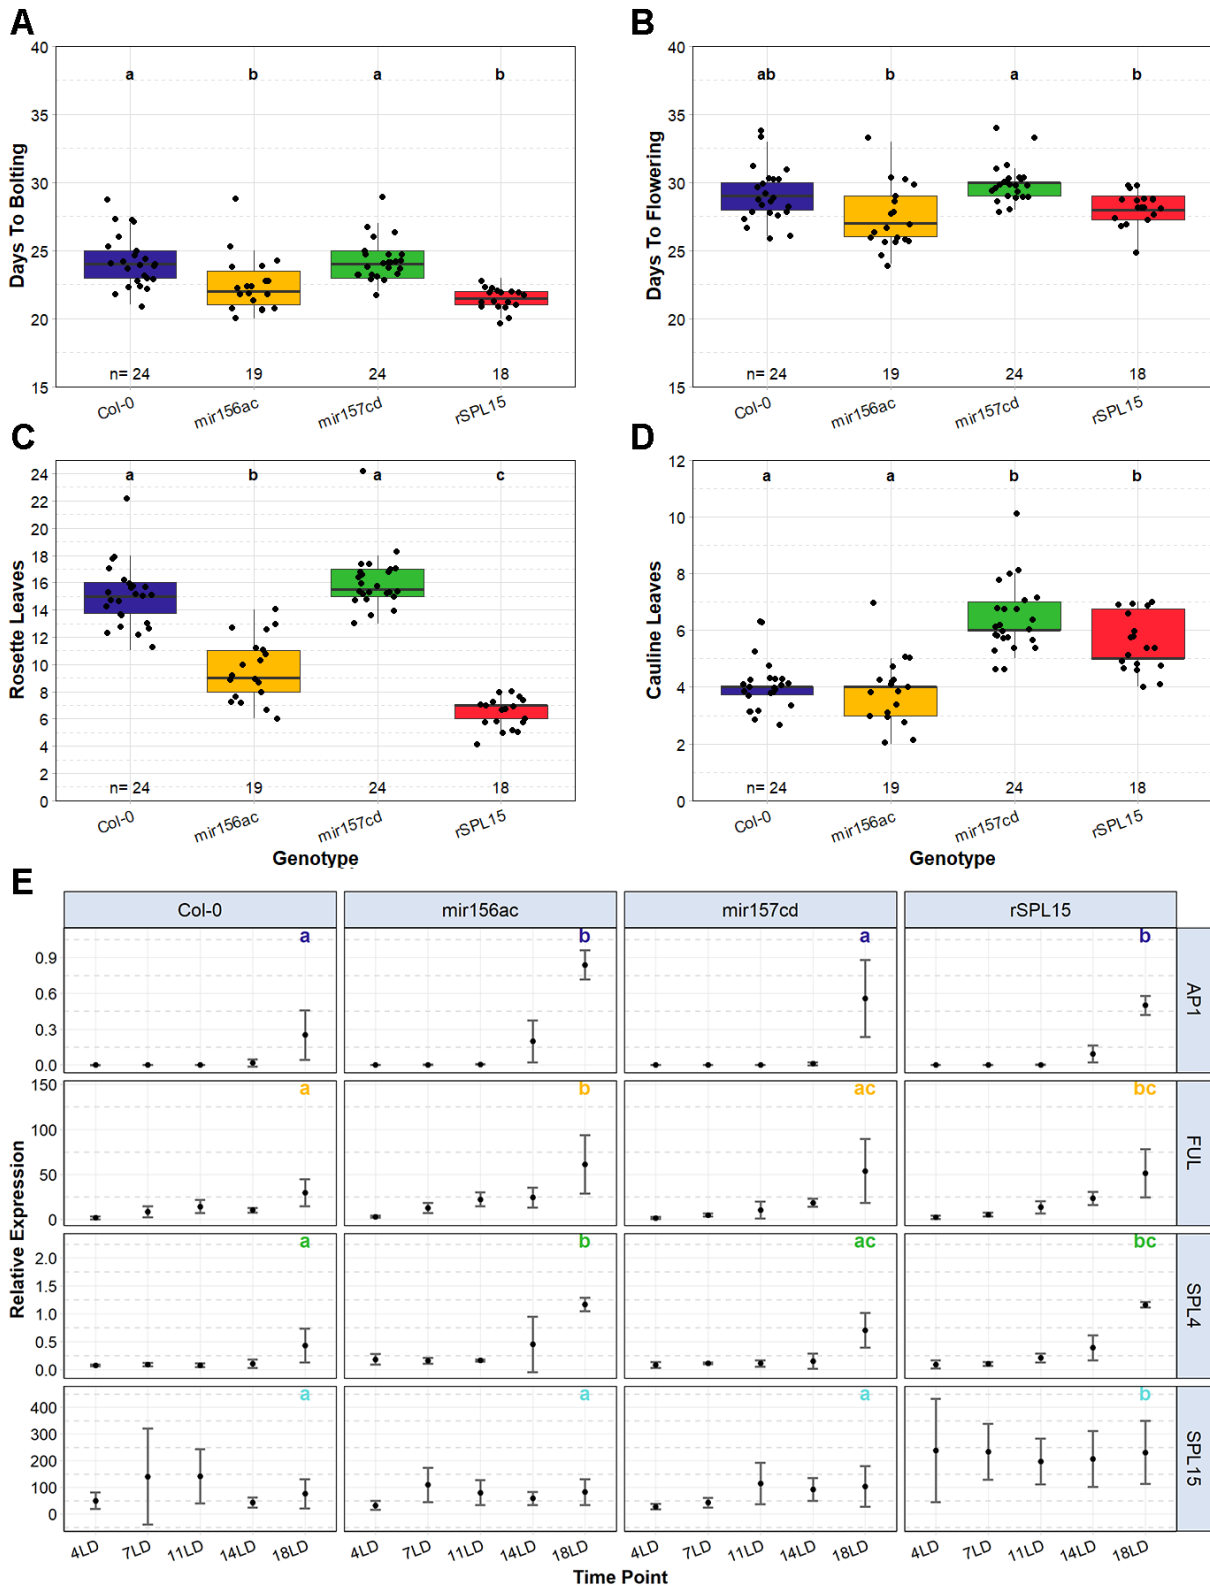 A
B
40
35
30
25
20
15
Days To Bolting
a b a b
n= 24 19 24 18
Col-0 mir156ac mir157cd rSPL15
40
35
30
25
20
15
Days To Flowering
ab b a b
n= 24 19 24 18
Col-0 mir156ac mir157cd rSPL15
C
D
24
22
20
18
16
14
12
10
8
6
4
2
0
Rosette Leaves
a b a c
n= 24 19 24 18
Col-0 mir156ac mir157cd rSPL15
Genotype
12
10
8
6
4
2
0
Cauline Leaves
a a b b
n= 24 19 24 18
Col-0 mir156ac mir157cd rSPL15
Genotype
E
Col-0 mir156ac mir157cd rSPL15
a b a b
0.9
0.6
0.3
0.0
AP1
a b ac bc
150
100
50
0
FUL
Relative Expression
a b ac bc
2.0
1.5
1.0
0.5
0.0
SPL4
a a a b
400
300
200
100
0
SPL15
4LD 7LD 11LD 14LD 18LD 4LD 7LD 11LD 14LD 18LD 4LD 7LD 11LD 14LD 18LD 4LD 7LD 11LD 14LD 18LD
Time Point